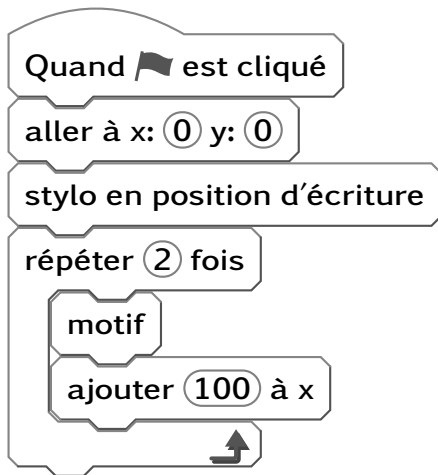 Quand est cliqué
aller à x: 0 y: 0
stylo en position d'écriture
répéter 2 fois
motif
ajouter 100 à x